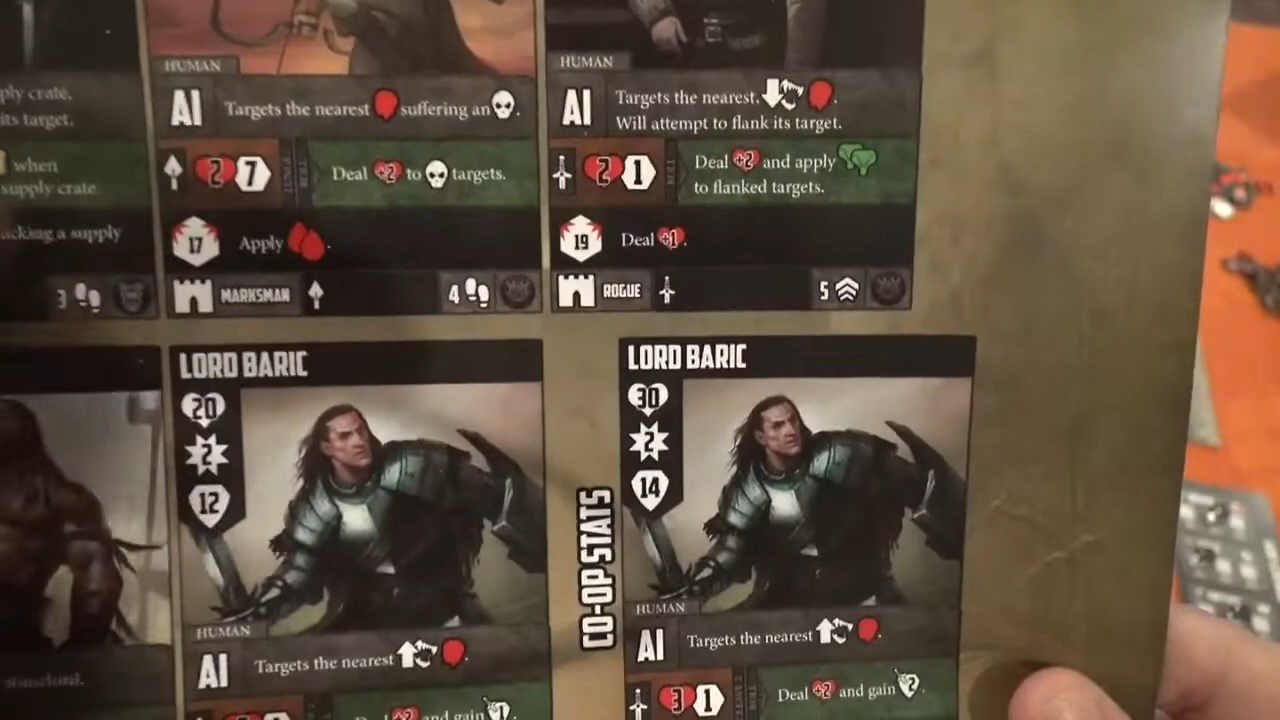 HUMAN
HUMAN
ply crate.
its target.
AI
Targets the nearest suffering an .
AI
Targets the nearest, .
Will attempt to flank its target.
when
supply crate
2 7
Deal +2 to targets.
2 1
Deal +2 and apply
to flanked targets.
acking a supply
17
Apply .
19
Deal +1.
3
MARKSMAN
4
ROGUE
5
LORD BARIC
20
2
12
HUMAN
AI
Targets the nearest .
and gain
CO-OP STATS
LORD BARIC
30
2
14
HUMAN
AI
Targets the nearest .
3 1
Deal +2 and gain 2.